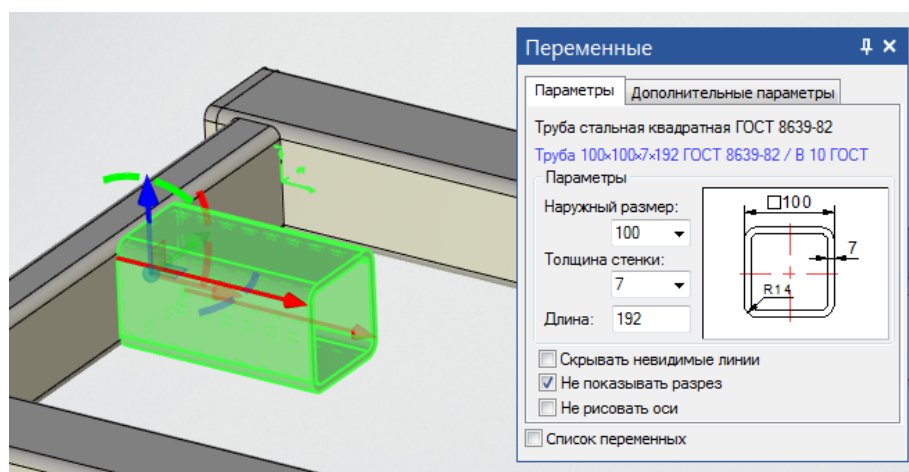 Переменные
Параметры
Дополнительные параметры
Труба стальная квадратная ГОСТ 8639-82
Труба 100×100×7×192 ГОСТ 8639-82 / В 10 ГОСТ
Параметры
Наружный размер:
100
Толщина стенки:
7
Длина: 192
□100
7
R14
Скрывать невидимые линии
Не показывать разрез
Не рисовать оси
Список переменных